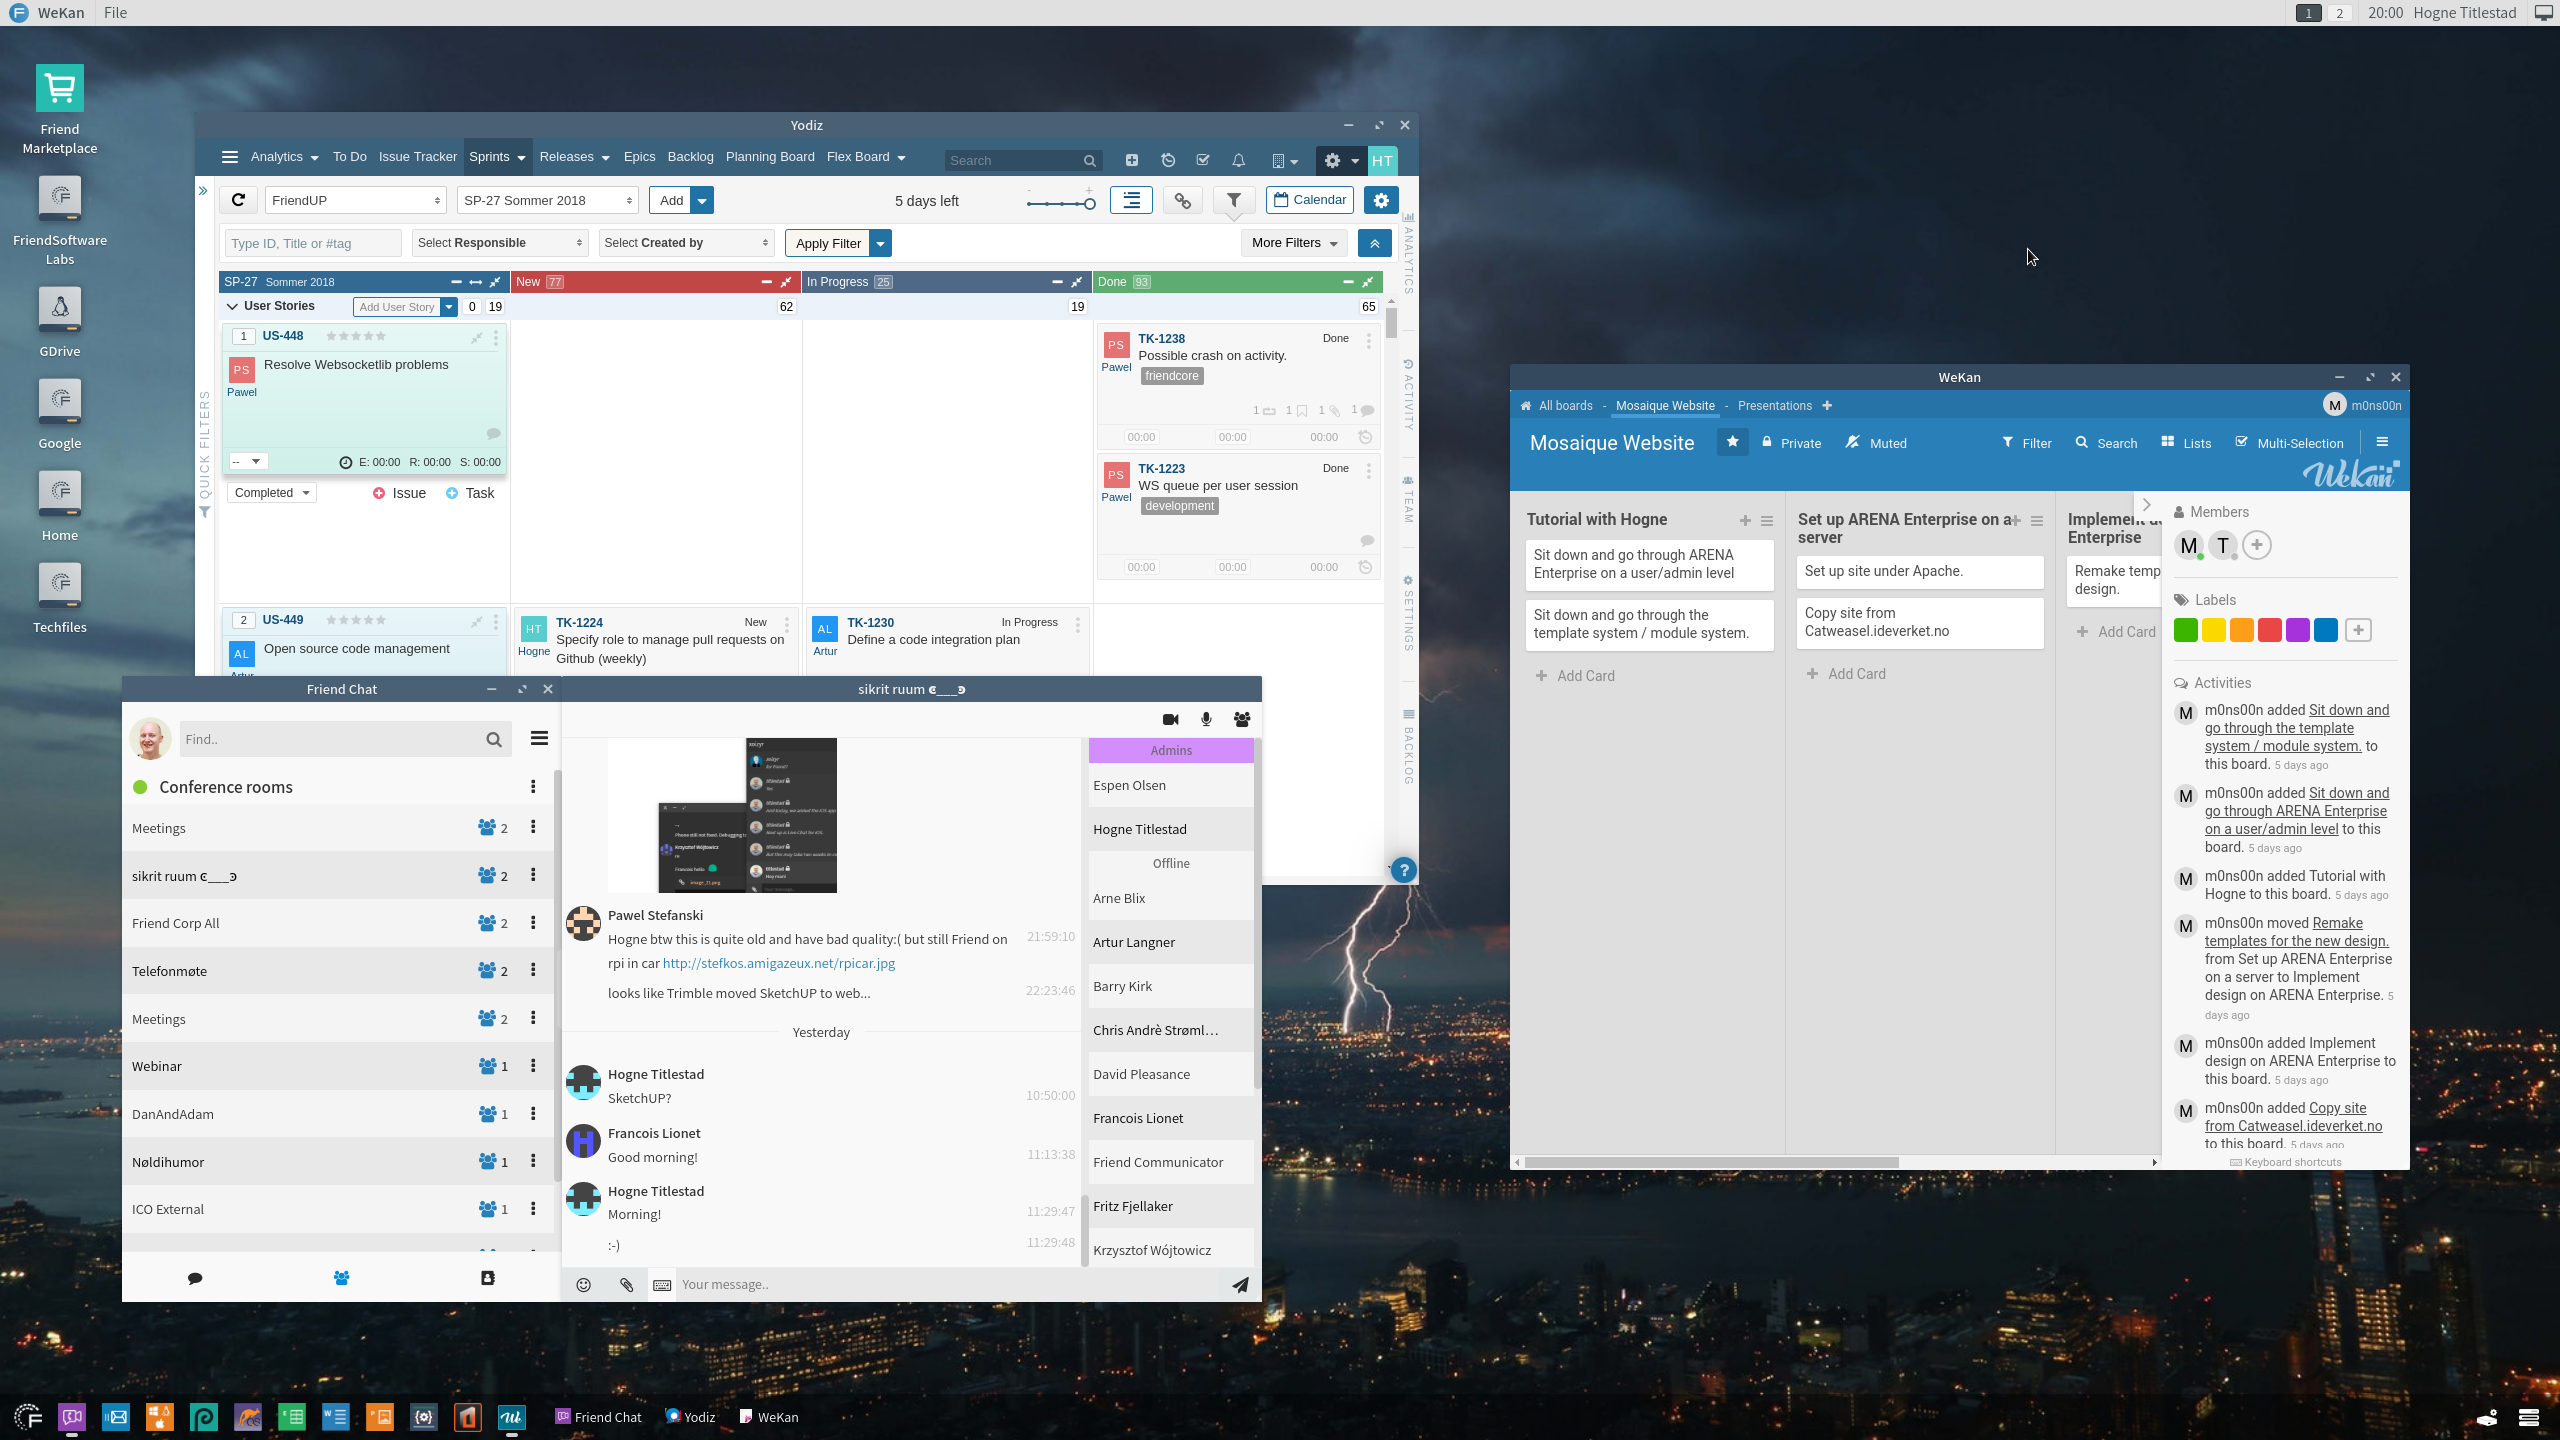 WeKan File
1 2 20:00 Hogne Titlestad
Friend
Marketplace
FriendSoftware
Labs
GDrive
Google
Home
Techfiles
Yodiz
Analytics To Do Issue Tracker Sprints Releases Epics Backlog Planning Board Flex Board Search HT
FriendUP SP-27 Sommer 2018 Add 5 days left - + Calendar
Type ID, Title or #tag Select Responsible Select Created by Apply Filter More Filters
QUICK FILTERS
ANALYTICS
ACTIVITY
TEAM
SETTINGS
BACKLOG
SP-27 Sommer 2018 New 77 In Progress 25 Done 93
User Stories Add User Story 0 19 62 19 65
1 US-448
PS Resolve Websocketlib problems
Pawel
-- E: 00:00 R: 00:00 S: 00:00
Completed Issue Task
PS TK-1238 Done
Pawel Possible crash on activity.
friendcore
1 1 1 1
00:00 00:00 00:00
PS TK-1223 Done
Pawel WS queue per user session
development
00:00 00:00 00:00
2 US-449
AL Open source code management
Artur
HT TK-1224 New
Hogne Specify role to manage pull requests on
Github (weekly)
AL TK-1230 In Progress
Artur Define a code integration plan
?
Friend Chat
Find..
Conference rooms
Meetings 2
sikrit ruum ͼ___ͽ 2
Friend Corp All 2
Telefonmøte 2
Meetings 2
Webinar 1
DanAndAdam 1
Nøldihumor 1
ICO External 1
sikrit ruum ͼ___ͽ
Pawel Stefanski
Hogne btw this is quite old and have bad quality:( but still Friend on 21:59:10
rpi in car http://stefkos.amigazeux.net/rpicar.jpg
looks like Trimble moved SketchUP to web... 22:23:46
Yesterday
Hogne Titlestad
SketchUP? 10:50:00
Francois Lionet
Good morning! 11:13:38
Hogne Titlestad
Morning! 11:29:47
:-) 11:29:48
Your message..
Admins
Espen Olsen
Hogne Titlestad
Offline
Arne Blix
Artur Langner
Barry Kirk
Chris Andrè Strøml…
David Pleasance
Francois Lionet
Friend Communicator
Fritz Fjellaker
Krzysztof Wójtowicz
WeKan
All boards - Mosaique Website - Presentations M m0ns00n
Mosaique Website Private Muted Filter Search Lists Multi-Selection
WeKan
Tutorial with Hogne
Sit down and go through ARENA
Enterprise on a user/admin level
Sit down and go through the
template system / module system.
Add Card
Set up ARENA Enterprise on a
server
Set up site under Apache.
Copy site from
Catweasel.ideverket.no
Add Card
Implement
Enterprise
Remake temp
design.
Add Card
Members
M T
Labels
Activities
M m0ns00n added Sit down and
go through the template
system / module system. to
this board. 5 days ago
M m0ns00n added Sit down and
go through ARENA Enterprise
on a user/admin level to this
board. 5 days ago
M m0ns00n added Tutorial with
Hogne to this board. 5 days ago
M m0ns00n moved Remake
templates for the new design.
from Set up ARENA Enterprise
on a server to Implement
design on ARENA Enterprise. 5
days ago
M m0ns00n added Implement
design on ARENA Enterprise to
this board. 5 days ago
M m0ns00n added Copy site
from Catweasel.ideverket.no
to this board. 5 days ago
Keyboard shortcuts
Friend Chat Yodiz WeKan